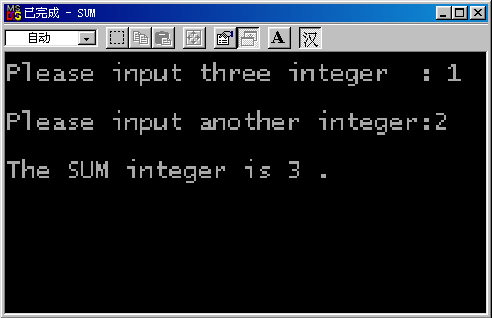 已完成 - SUM
自动
A 汉
Please input three integer  : 1
Please input another integer:2
The SUM integer is 3 .